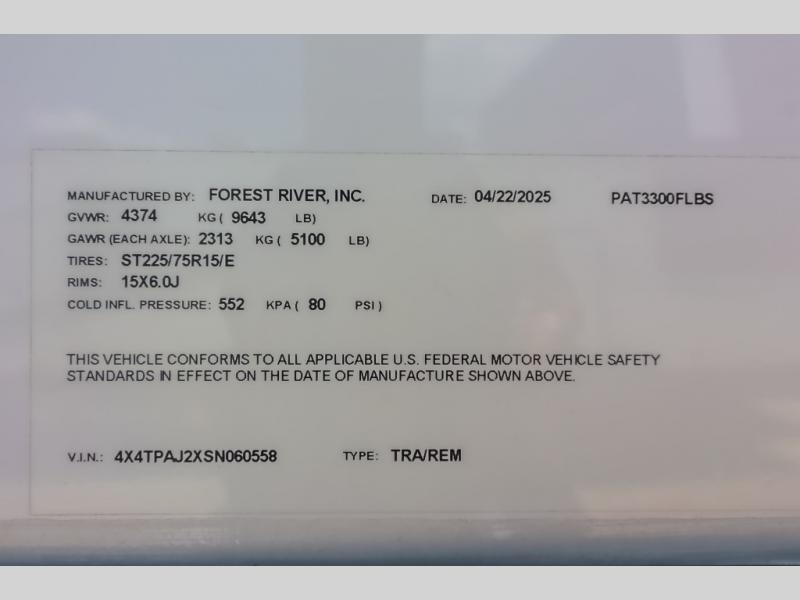 MANUFACTURED BY: FOREST RIVER, INC. DATE: 04/22/2025 PAT3300FLBS
GVWR: 4374 KG ( 9643 LB)
GAWR (EACH AXLE): 2313 KG ( 5100 LB)
TIRES: ST225/75R15/E
RIMS: 15X6.0J
COLD INFL. PRESSURE: 552 KPA ( 80 PSI )
THIS VEHICLE CONFORMS TO ALL APPLICABLE U.S. FEDERAL MOTOR VEHICLE SAFETY
STANDARDS IN EFFECT ON THE DATE OF MANUFACTURE SHOWN ABOVE.
V.I.N.: 4X4TPAJ2XSN060558 TYPE: TRA/REM